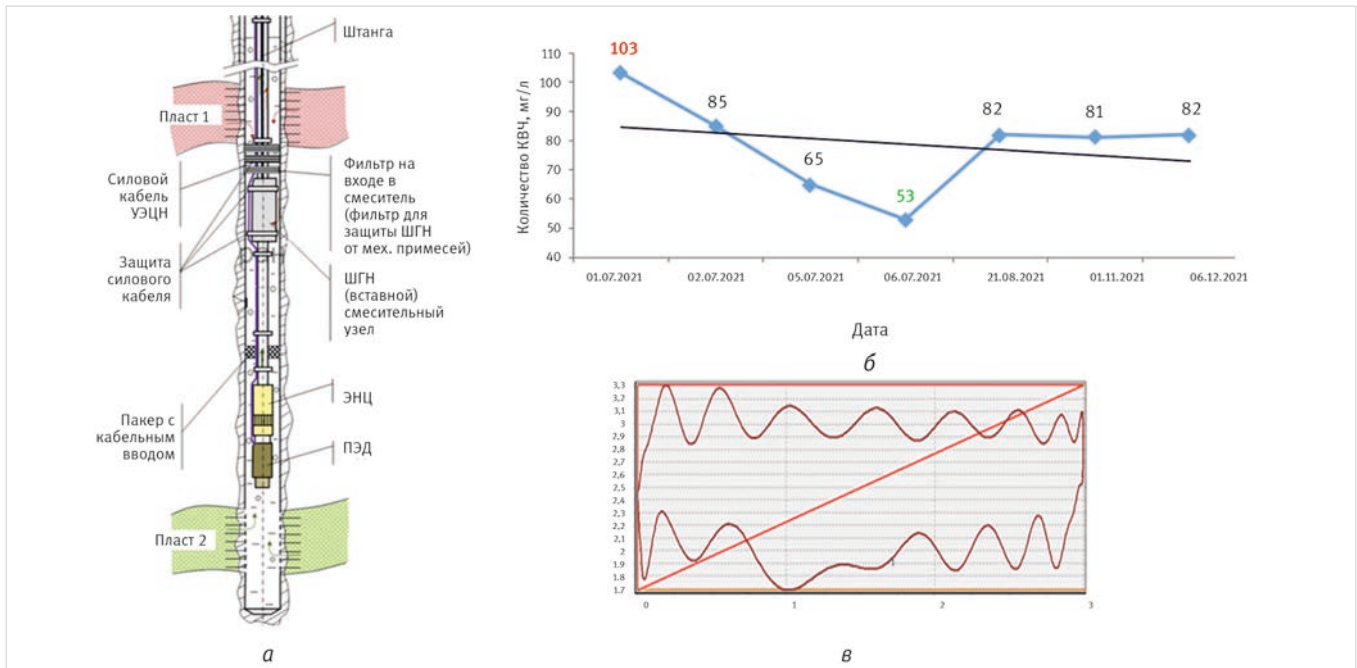 Штанга
Пласт 1
Силовой
кабель
УЭЦН
Фильтр на
входе в
смеситель
(фильтр для
защиты ШГН
от мех. примесей)
Защита
силового
кабеля
ШГН
(вставной)
смесительный
узел
Пакер с
кабельным
вводом
ЭНЦ
ПЭД
Пласт 2
а
Количество КВЧ, мг/л
110
100
90
80
70
60
50
40
103
85
65
53
82
81
82
01.07.2021 02.07.2021 05.07.2021 06.07.2021 21.08.2021 01.11.2021 06.12.2021
Дата
б
3,3
3,2
3,1
3
2,9
2,8
2,7
2,6
2,5
2,4
2,3
2,2
2,1
2
1,9
1.8
1.7
0 1 2 3
в